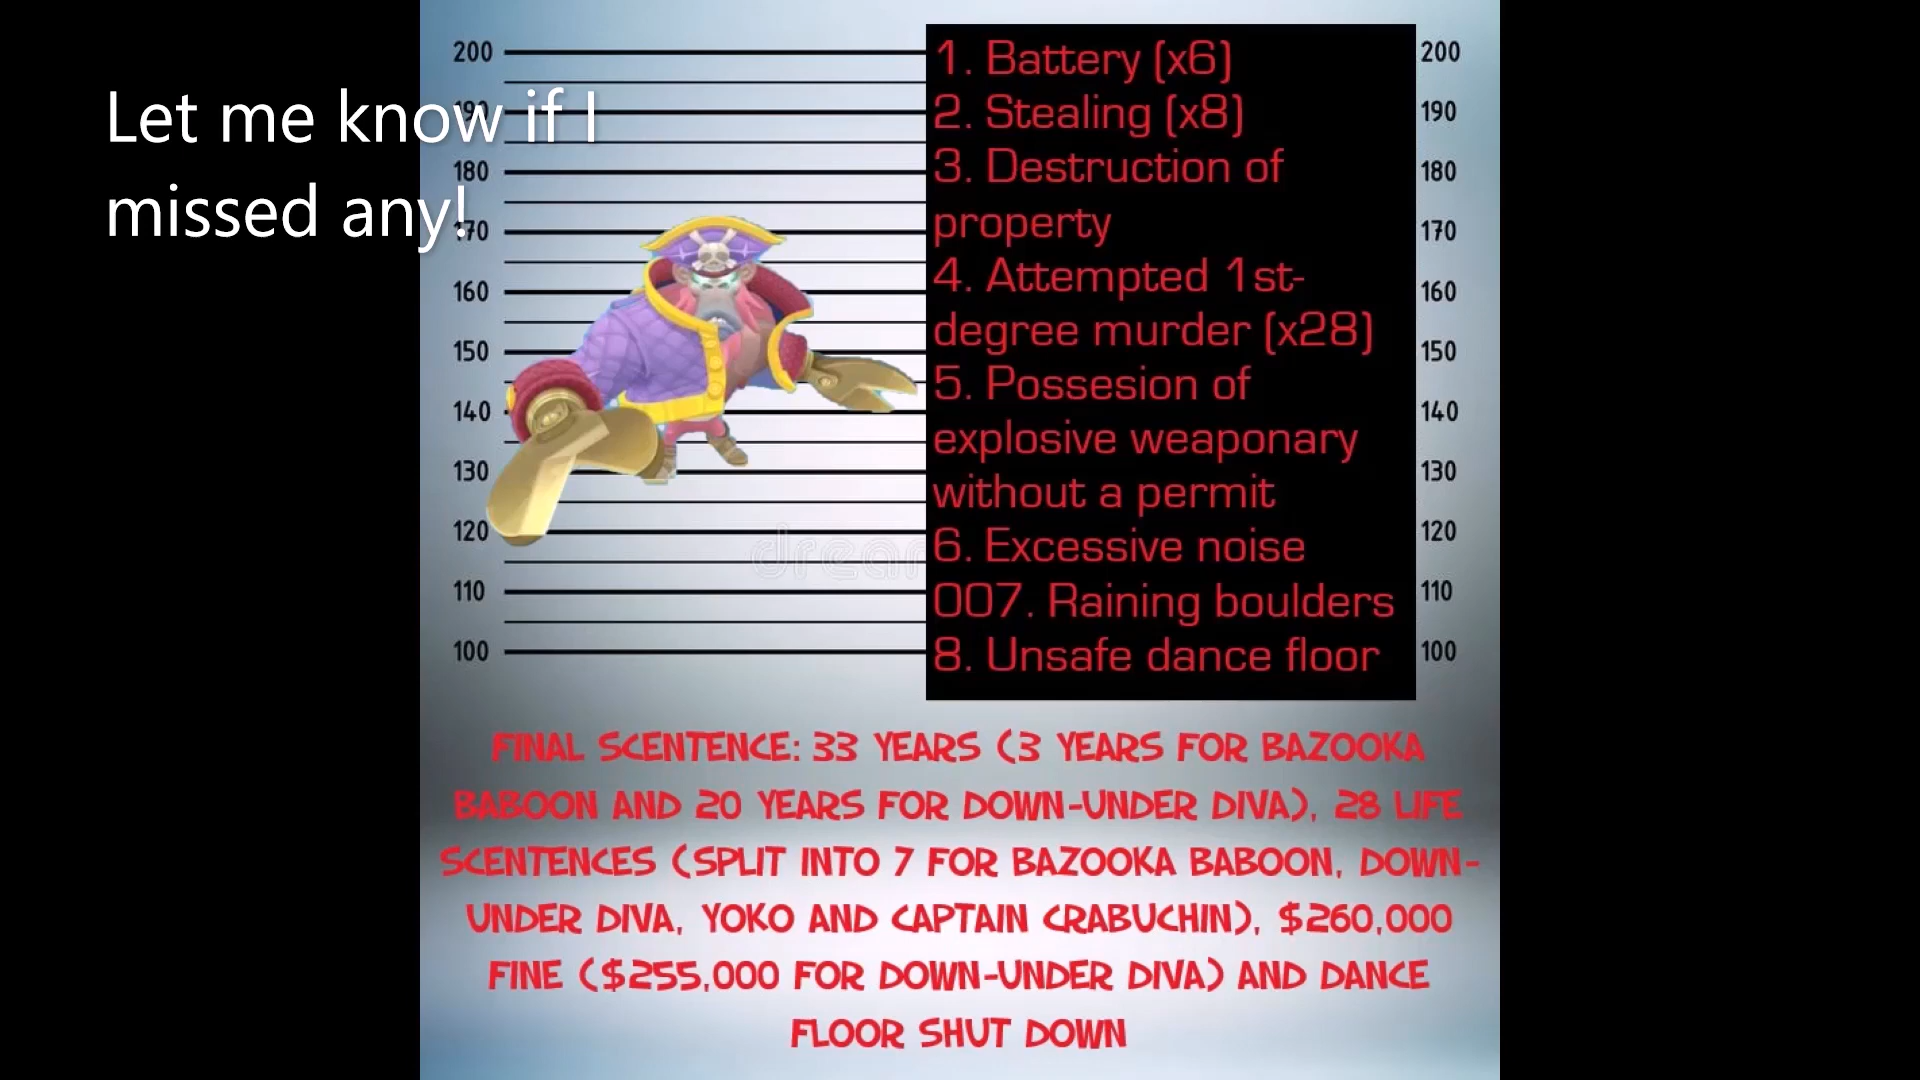 Let me know if I
missed any!
200
190
180
170
160
150
140
130
120
110
100
1. Battery (x6)
2. Stealing (x8)
3. Destruction of
property
4. Attempted 1st-
degree murder (x28)
5. Possesion of
explosive weaponary
without a permit
6. Excessive noise
007. Raining boulders
8. Unsafe dance floor
200
190
180
170
160
150
140
130
120
110
100
drear
FINAL SCENTENCE: 33 YEARS (3 YEARS FOR BAZOOKA
BABOON AND 20 YEARS FOR DOWN-UNDER DIVA), 28 LIFE
SCENTENCES (SPLIT INTO 7 FOR BAZOOKA BABOON, DOWN-
UNDER DIVA, YOKO AND CAPTAIN CRABUCHIN), $260,000
FINE ($255,000 FOR DOWN-UNDER DIVA) AND DANCE
FLOOR SHUT DOWN